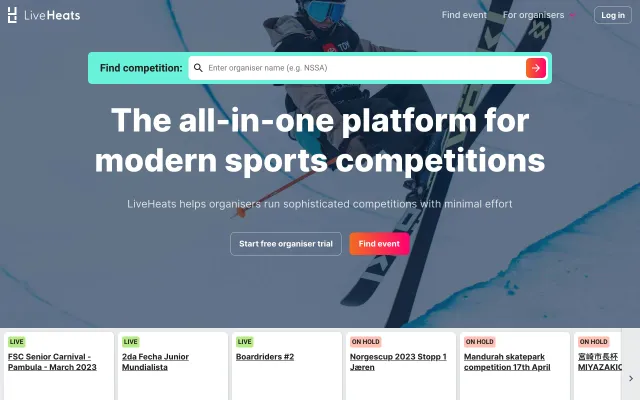 LiveHeats
Find event
For organisers
Log in
Find competition:
Enter organiser name (e.g. NSSA)
The all-in-one platform for
modern sports competitions
LiveHeats helps organisers run sophisticated competitions with minimal effort
Start free organiser trial
Find event
LIVE
FSC Senior Carnival -
Pambula - March 2023
LIVE
2da Fecha Junior
Mundialista
LIVE
Boardriders #2
ON HOLD
Norgescup 2023 Stopp 1
Jæren
ON HOLD
Mandurah skatepark
competition 17th April
ON HOLD
宮崎市長杯
MIYAZAKIC